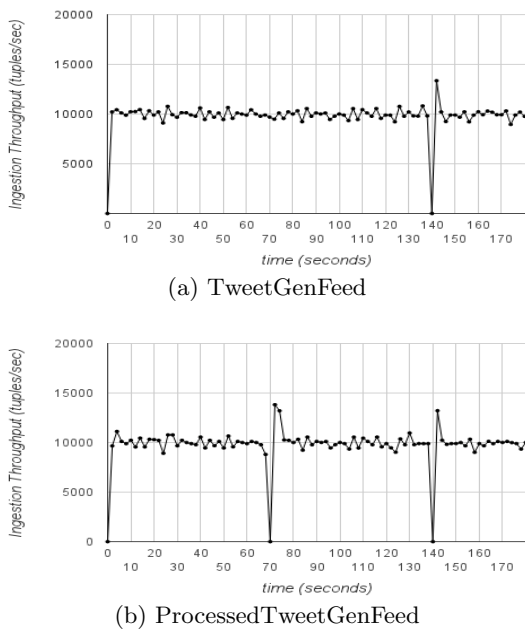 20000
15000
10000
5000
Ingestion Throughput (tuples/sec)
0 20 40 60 80 100 120 140 160
10 30 50 70 90 110 130 150 170
time (seconds)
(a) TweetGenFeed
20000
15000
10000
5000
0
Ingestion Throughput (tuples/sec)
0 20 40 60 80 100 120 140 160
10 30 50 70 90 110 130 150 170
time (seconds)
(b) ProcessedTweetGenFeed